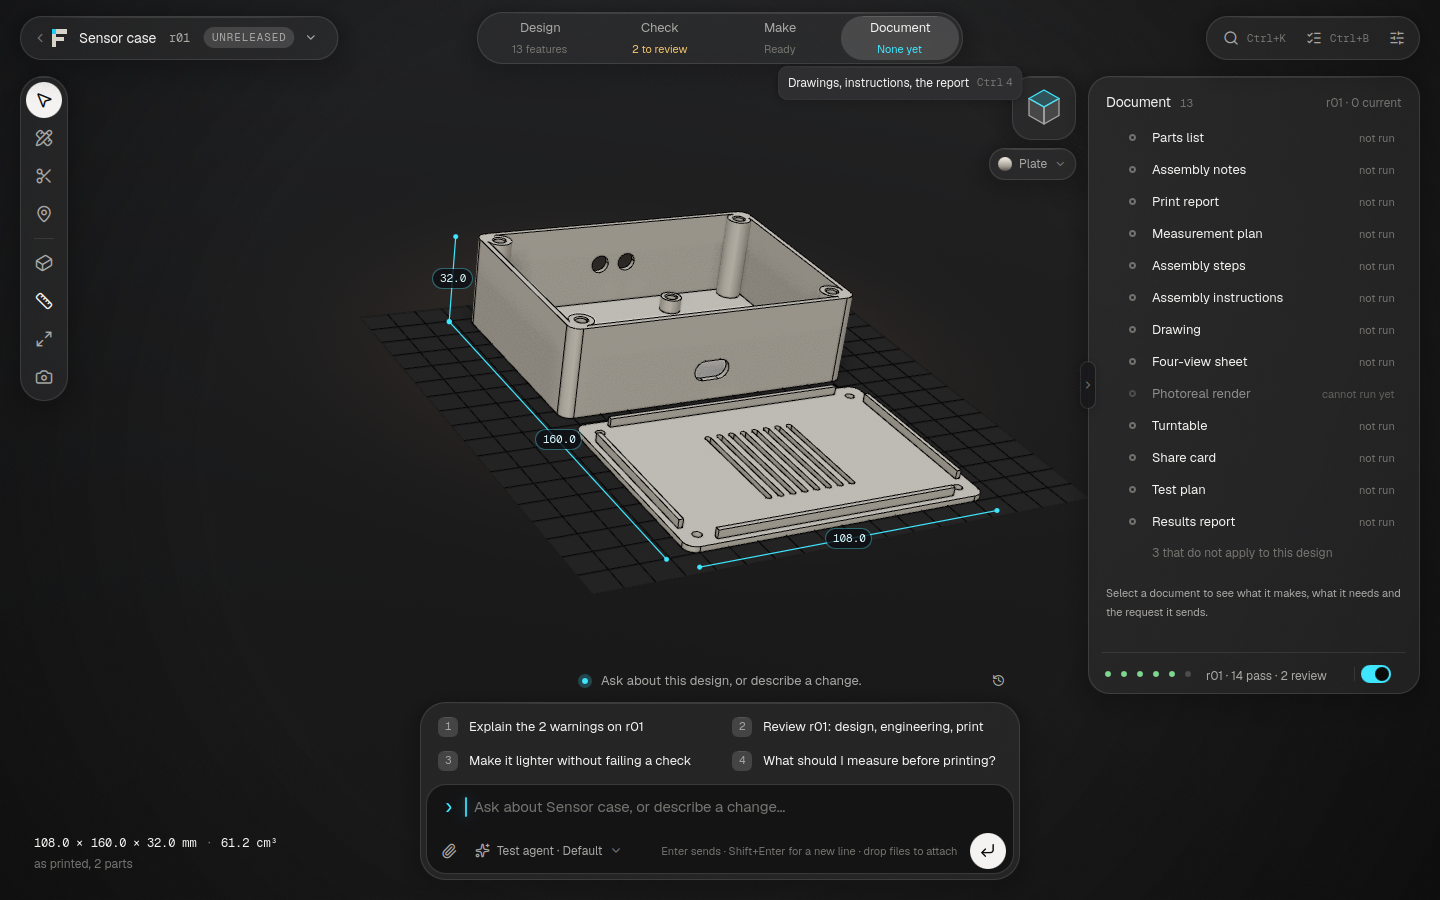 Sensor case r01 UNRELEASED
Design
13 features
Check
2 to review
Make
Ready
Document
None yet
Ctrl+K
Ctrl+B
Drawings, instructions, the report Ctrl 4
Plate
32.0
160.0
108.0
Document 13 r01 · 0 current
Parts list not run
Assembly notes not run
Print report not run
Measurement plan not run
Assembly steps not run
Assembly instructions not run
Drawing not run
Four-view sheet not run
Photoreal render cannot run yet
Turntable not run
Share card not run
Test plan not run
Results report not run
3 that do not apply to this design
Select a document to see what it makes, what it needs and
the request it sends.
r01 · 14 pass · 2 review
Ask about this design, or describe a change.
1 Explain the 2 warnings on r01
2 Review r01: design, engineering, print
3 Make it lighter without failing a check
4 What should I measure before printing?
Ask about Sensor case, or describe a change...
Test agent · Default
Enter sends · Shift+Enter for a new line · drop files to attach
108.0 × 160.0 × 32.0 mm · 61.2 cm³
as printed, 2 parts